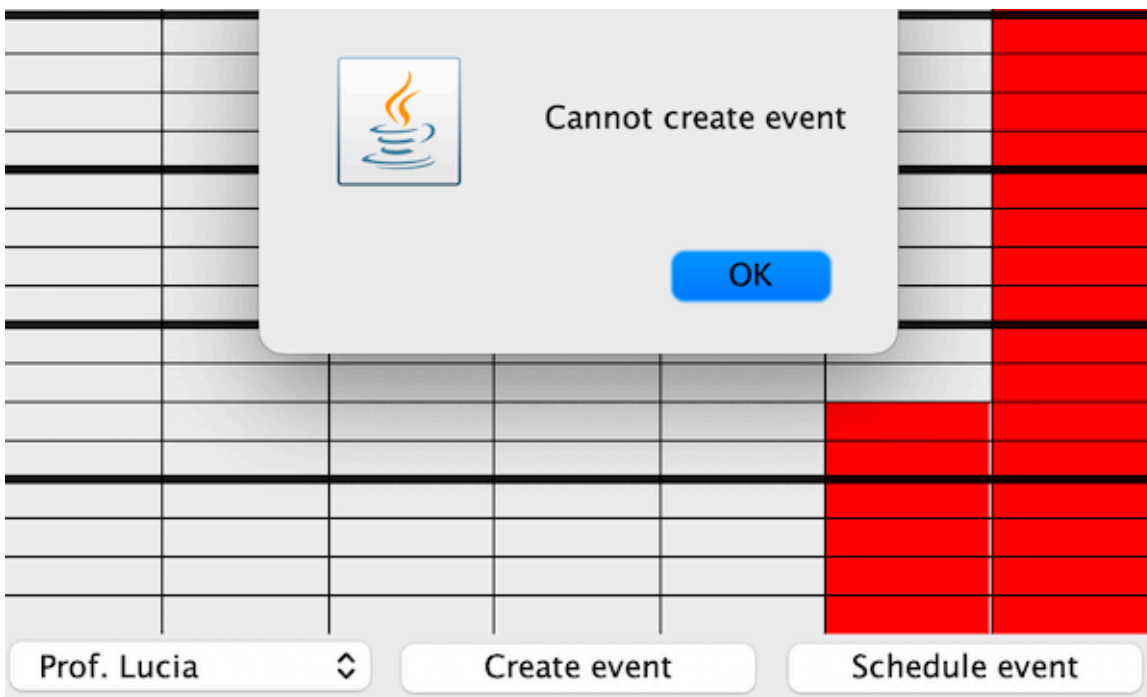 Cannot create event
OK
Prof. Lucia
Create event
Schedule event